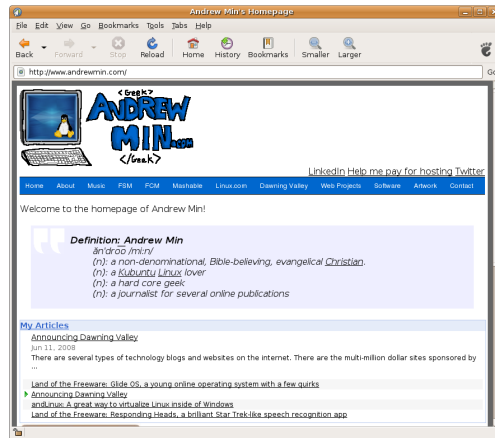 Andrew Min's Homepage
File Edit View Go Bookmarks Tools Tabs Help
Back Forward Stop Reload Home History Bookmarks Smaller Larger
http://www.andrewmin.com/ Go
<Geek>
ANDREW
MIN.com
</Geek>
LinkedIn Help me pay for hosting Twitter
Home About Music FSM FCM Mashable Linux.com Dawning Valley Web Projects Software Artwork Contact
Welcome to the homepage of Andrew Min!
Definition: Andrew Min
ăn'drōō /mi:n/
(n): a non-denominational, Bible-believing, evangelical Christian.
(n): a Kubuntu Linux lover
(n): a hard core geek
(n): a journalist for several online publications
My Articles
Announcing Dawning Valley
Jun 11, 2008
There are several types of technology blogs and websites on the internet. There are the multi-million dollar sites sponsored by
...
Land of the Freeware: Glide OS, a young online operating system with a few quirks
Announcing Dawning Valley
andLinux: A great way to virtualize Linux inside of Windows
Land of the Freeware: Responding Heads, a brilliant Star Trek-like speech recognition app